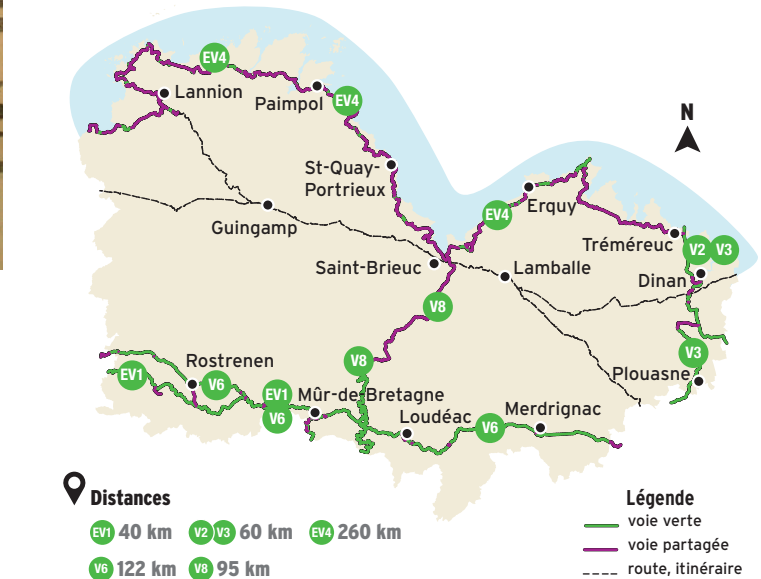 EV4
Lannion
Paimpol
EV4
N
St-Quay-
Portrieux
Erquy
EV4
Guingamp
Trémereuc
V2 V3
Saint-Brieuc
Lamballe
Dinan
V8
V3
V8
Rostrenen
EV1
V6
EV1
V6
Mûr-de-Bretagne
Plouasne
Loudéac
V6
Merdrignac
Distances
EV1 40 km V2 V3 60 km EV4 260 km
V6 122 km V8 95 km
Légende
voie verte
voie partagée
route, itinéraire